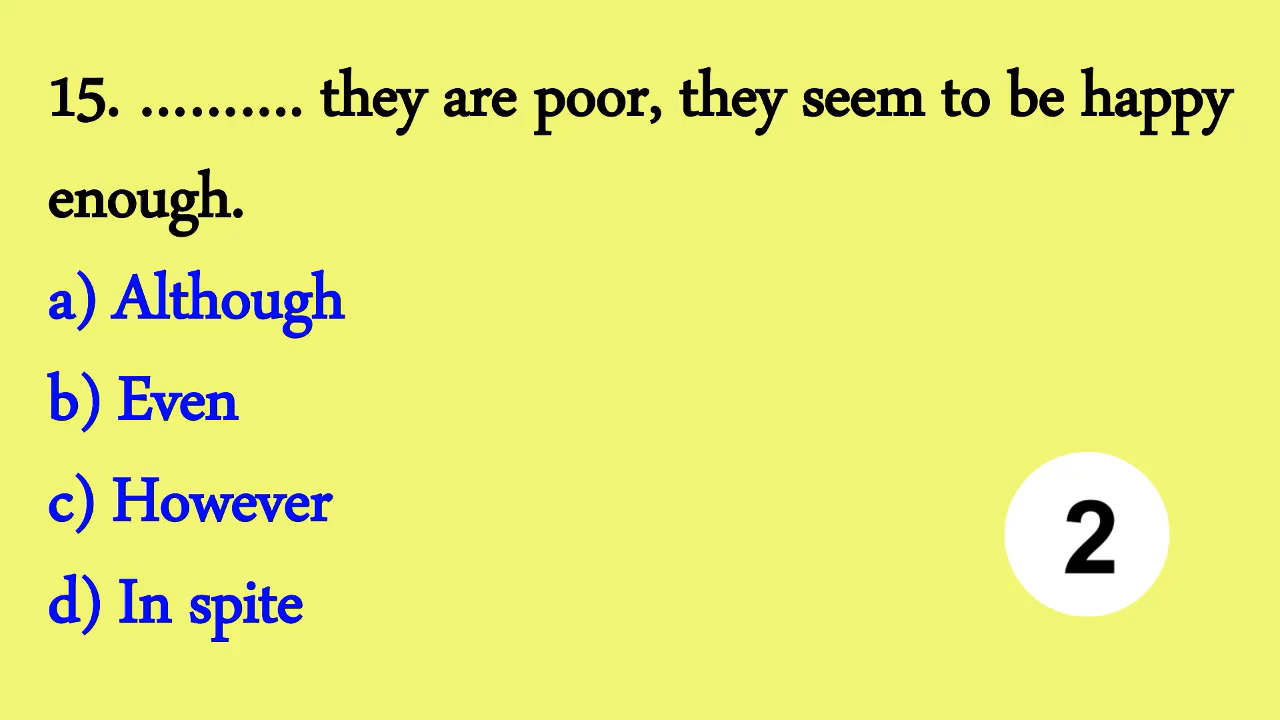 15. .......... they are poor, they seem to be happy
enough.
a) Although
b) Even
c) However
d) In spite
2